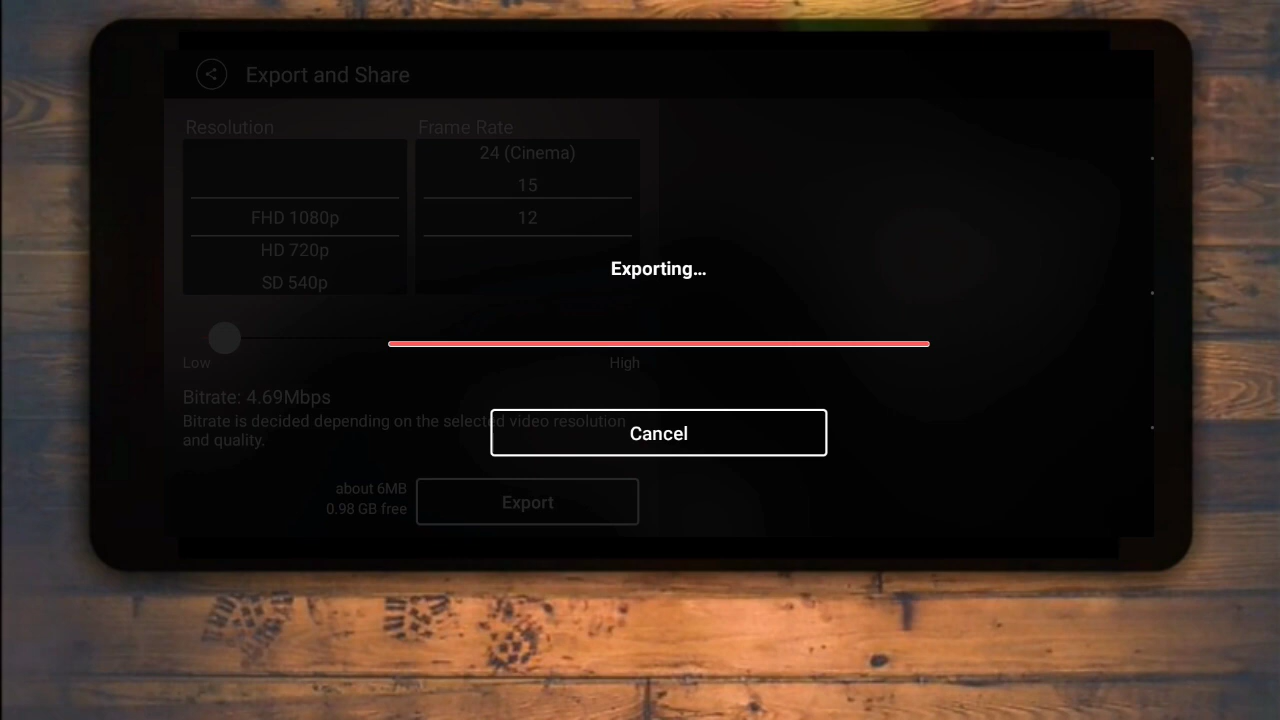 Export and Share
Resolution
Frame Rate
24 (Cinema)
15
FHD 1080p
12
HD 720p
SD 540p
Exporting...
Low
High
Bitrate: 4.69Mbps
Bitrate is decided depending on the selected video resolution
and quality.
Cancel
about 6MB
0.98 GB free
Export